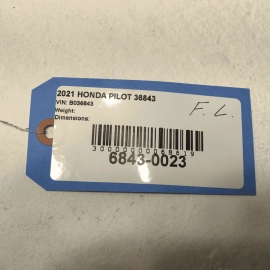 2021 HONDA PILOT 36843
VIN: B036843
Weight:
Dimensions:
F.L.
6843-0023